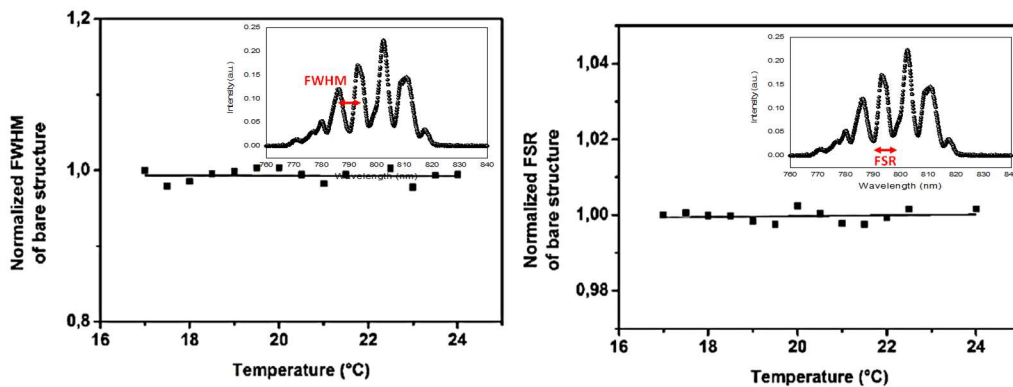 1,2
1,0
0,8
Normalized FWHM
of bare structure
16 18 20 22 24
Temperature (°C)
0.25
0.20
0.15
0.10
0.05
0.00
Intensity (a.u.)
FWHM
760 770 780 790 800 810 820 830 840
Wavelength (nm)
1,04
1,02
1,00
0,98
Normalized FSR
of bare structure
16 18 20 22 24
Temperature (°C)
0.25
0.20
0.15
0.10
0.05
0.00
Intensity (a.u.)
FSR
760 770 780 790 800 810 820 830 840
Wavelength (nm)